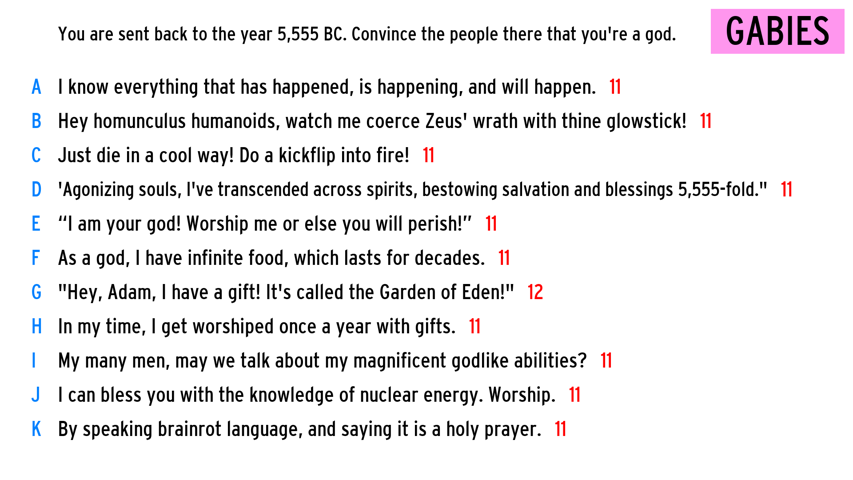 You are sent back to the year 5,555 BC. Convince the people there that you're a god.
GABIES
A I know everything that has happened, is happening, and will happen. 11
B Hey homunculus humanoids, watch me coerce Zeus' wrath with thine glowstick! 11
C Just die in a cool way! Do a kickflip into fire! 11
D 'Agonizing souls, I've transcended across spirits, bestowing salvation and blessings 5,555-fold." 11
E “I am your god! Worship me or else you will perish!” 11
F As a god, I have infinite food, which lasts for decades. 11
G "Hey, Adam, I have a gift! It's called the Garden of Eden!" 12
H In my time, I get worshiped once a year with gifts. 11
I My many men, may we talk about my magnificent godlike abilities? 11
J I can bless you with the knowledge of nuclear energy. Worship. 11
K By speaking brainrot language, and saying it is a holy prayer. 11